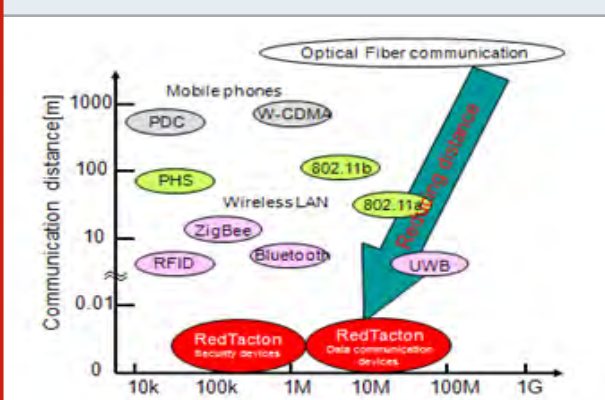 Optical Fiber communication
Mobile phones
1000
PDC
W-CDMA
Reducing distance
100
802.11b
PHS
Wireless LAN
802.11a
ZigBee
10
Bluetooth
RFID
UWB
Communication distance[m]
0.01
RedTacton
Security devices
RedTacton
Data communication
devices
0
10k 100k 1M 10M 100M 1G